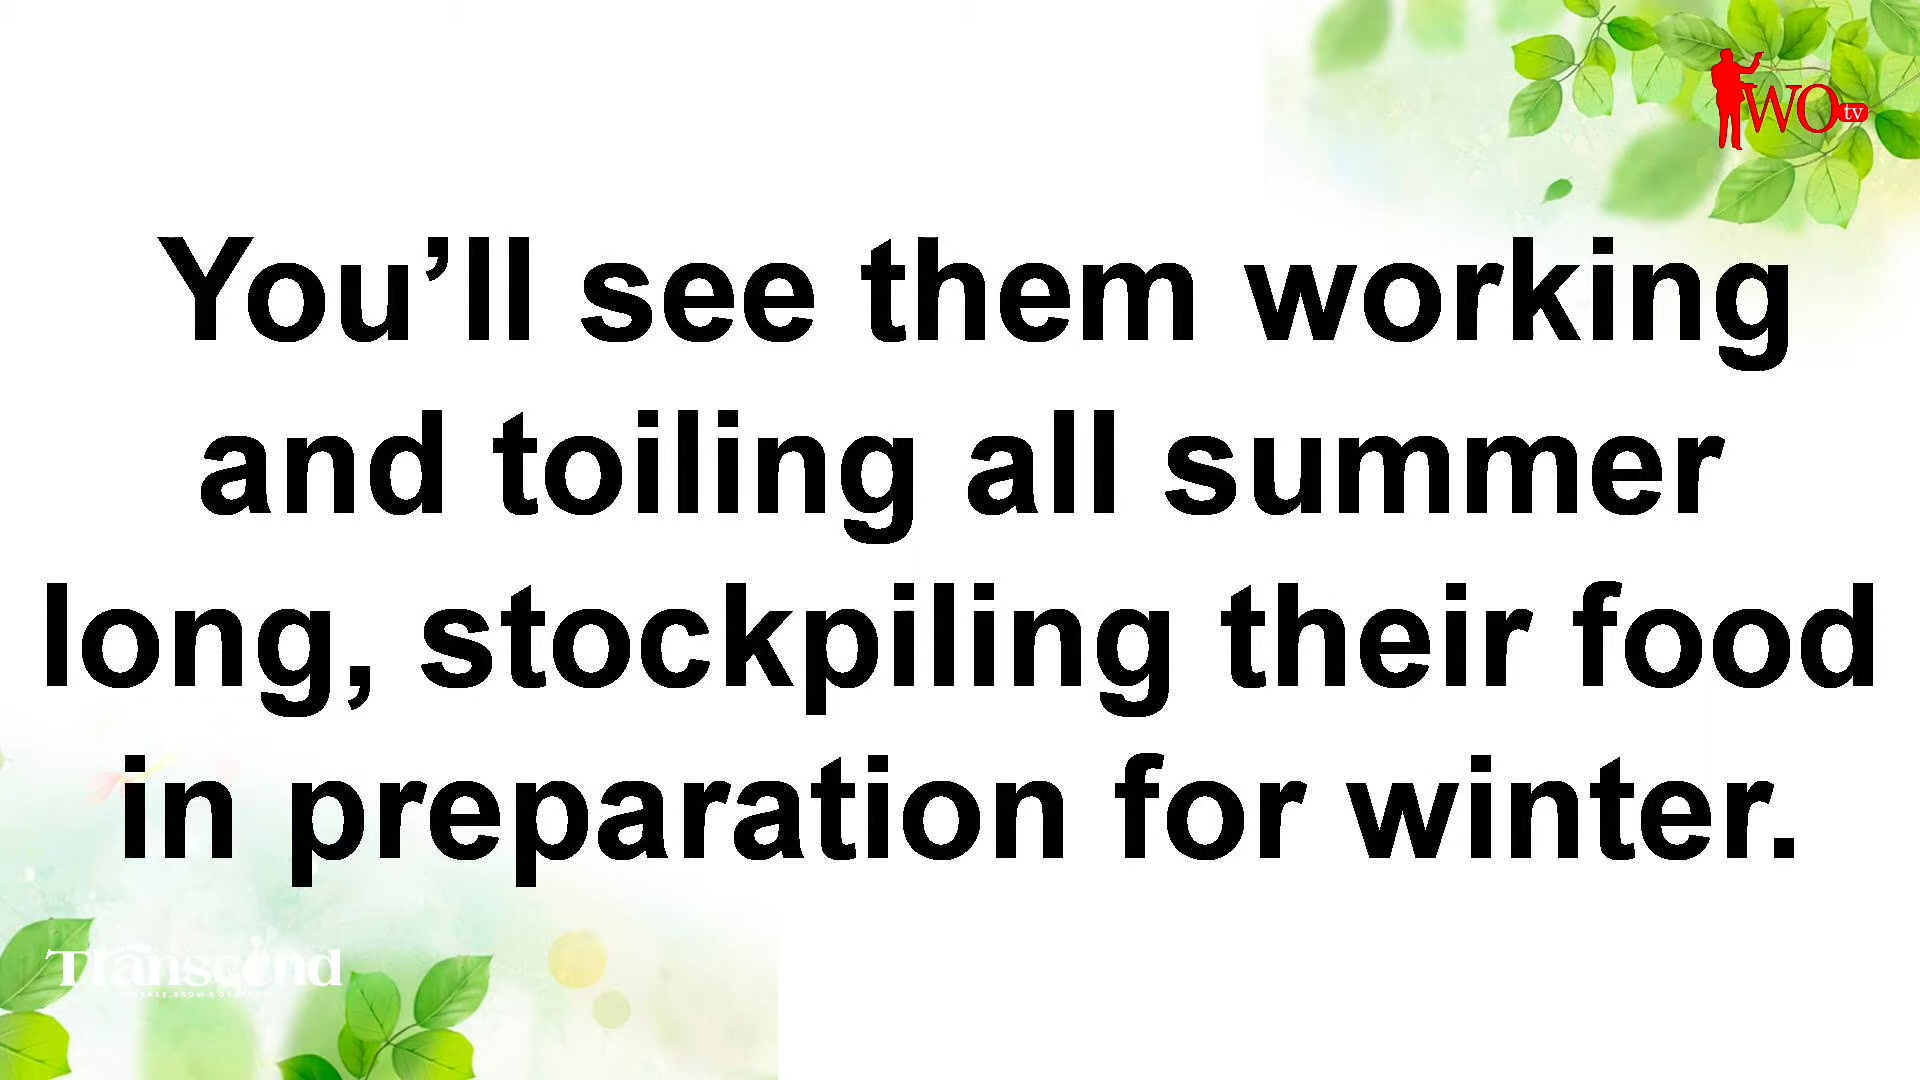 WO tv
You’ll see them working
and toiling all summer
long, stockpiling their food
in preparation for winter.
Transcend